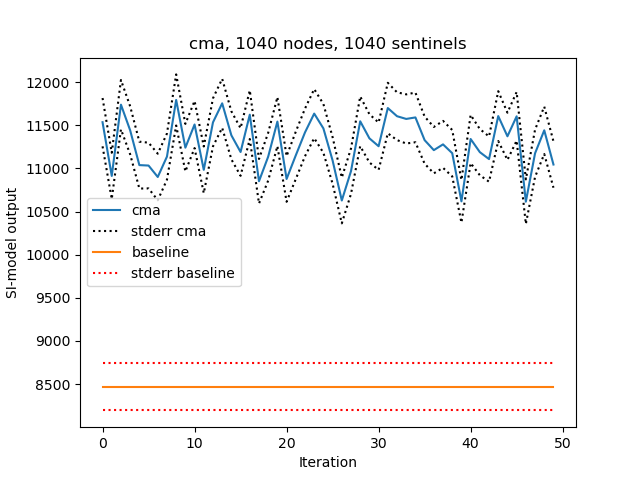 cma, 1040 nodes, 1040 sentinels
12000
11500
11000
10500
10000
9500
9000
8500
SI-model output
cma
stderr cma
baseline
stderr baseline
0 10 20 30 40 50
Iteration